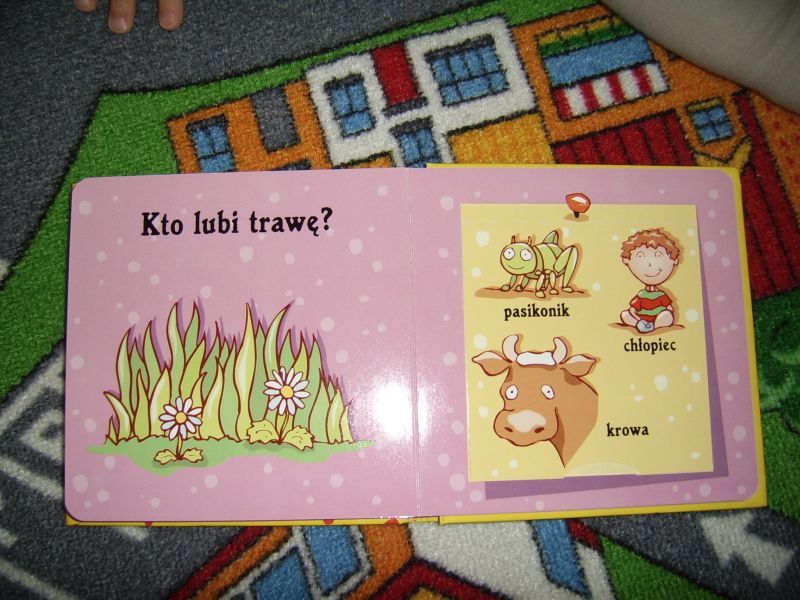 Kto lubi trawę?
pasikonik
chłopiec
krowa